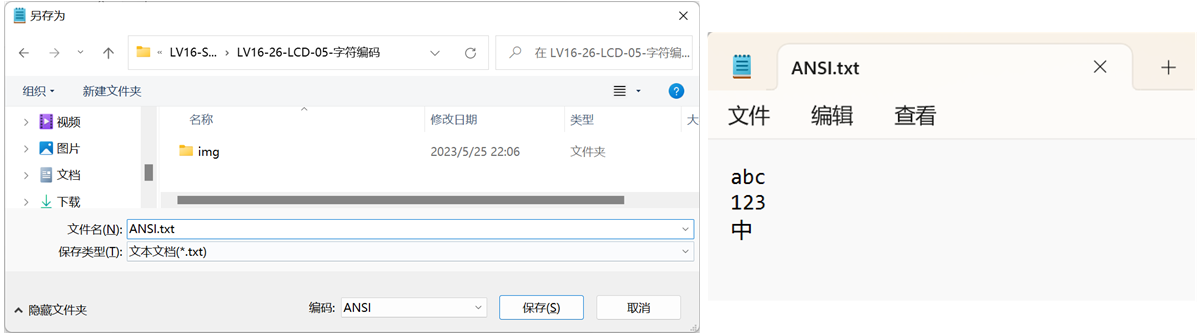 另存为
« LV16-S... › LV16-26-LCD-05-字符编码
在 LV16-26-LCD-05-字符编...
组织
新建文件夹
名称
修改日期
类型
大
视频
图片
文档
下载
img
2023/5/25 22:06
文件夹
文件名(N):
ANSI.txt
保存类型(T):
文本文档(*.txt)
隐藏文件夹
编码:
ANSI
保存(S)
取消
ANSI.txt
文件
编辑
查看
abc
123
中